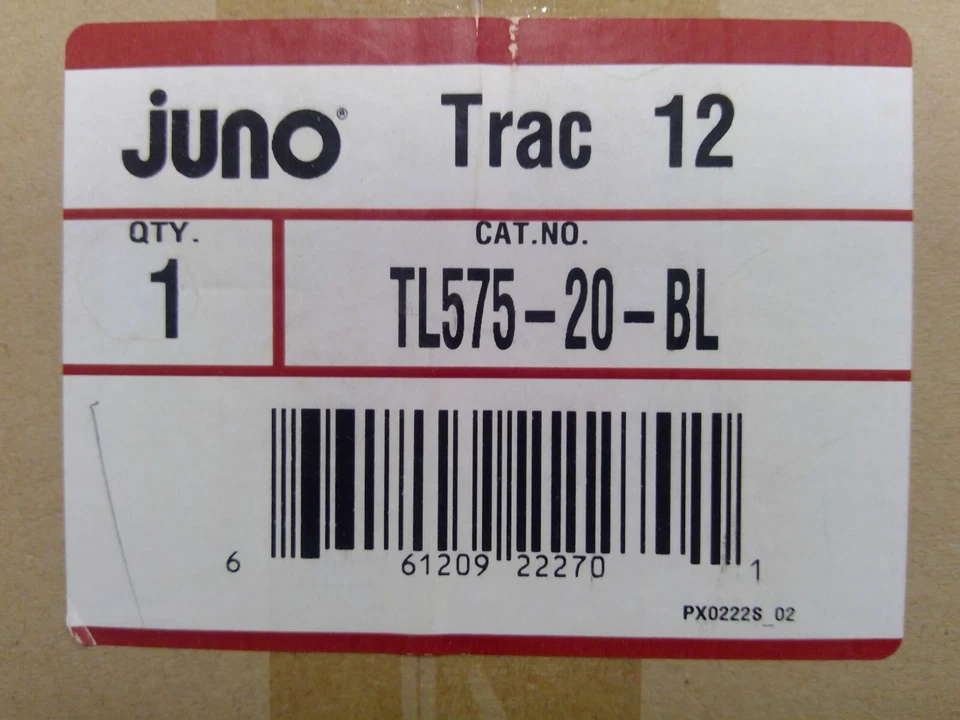 juno® Trac 12
QTY.
1
CAT.NO.
TL575-20-BL
6 61209 22270 1
PX0222S_02